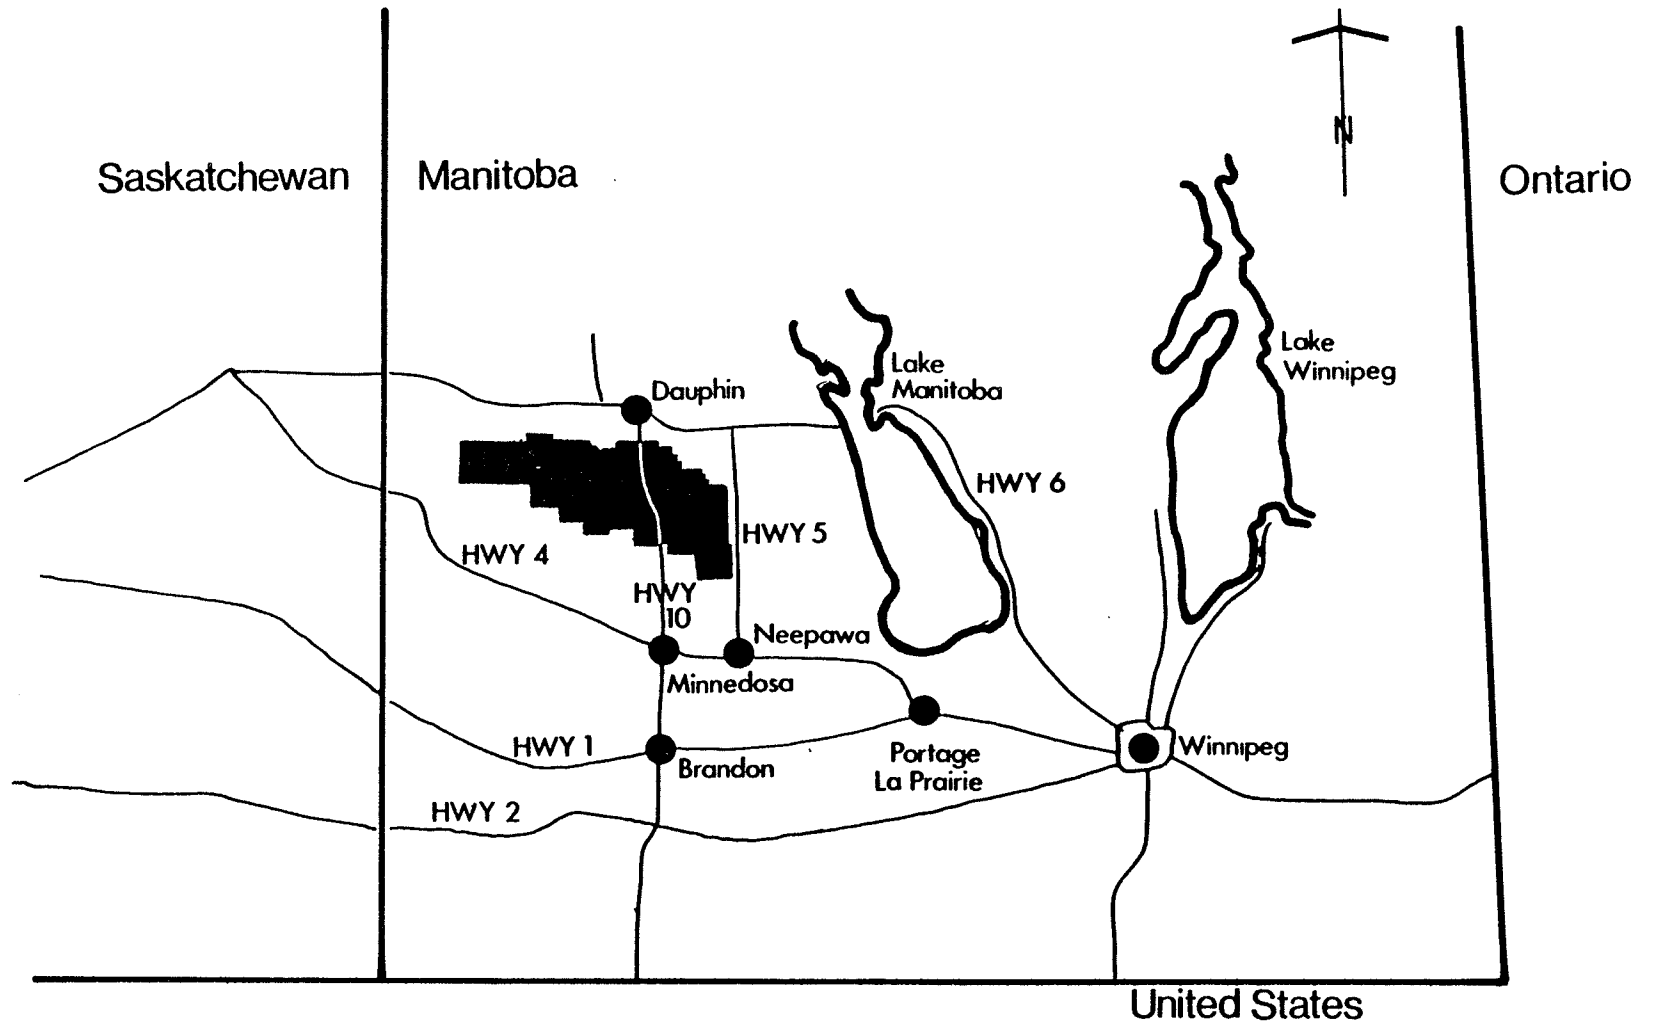 N
Saskatchewan
Manitoba
Ontario
Lake
Winnipeg
Lake
Manitoba
Dauphin
HWY 6
HWY 5
HWY 4
HWY
10
Neepawa
Minnedosa
HWY 1
Brandon
Portage
La Prairie
Winnipeg
HWY 2
United States